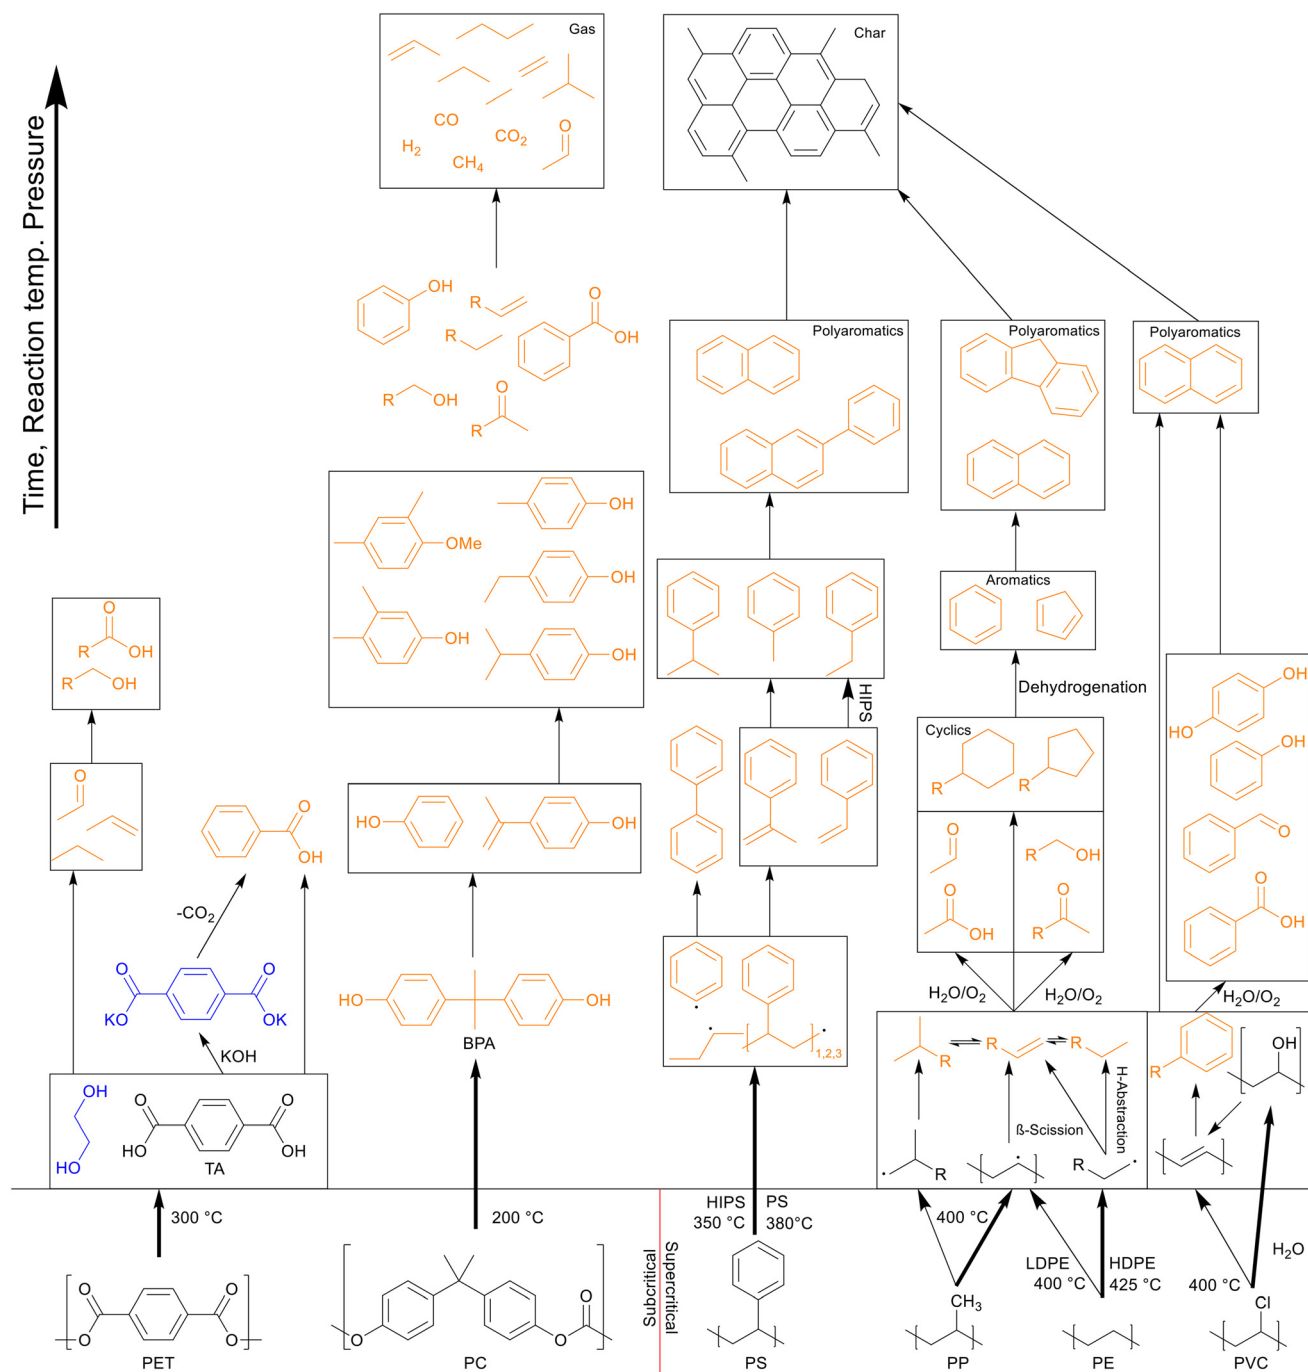 Time, Reaction temp. Pressure
Gas
CO
CO2
H2
CH4
O
Char
OH
R
O
R
OH
R
OH
O
R
Polyaromatics
Polyaromatics
Polyaromatics
OH
OMe
OH
OH
OH
O
R
OH
R
OH
HIPS
Aromatics
Dehydrogenation
Cyclics
R
R
HO
OH
OH
O
O
OH
O
O
OH
-CO2
HO
OH
O
R
OH
O
OH
O
R
H2O/O2
H2O/O2
H2O/O2
O
O
KO
OK
KOH
HO
OH
BPA
1,2,3
OH
HO
O
HO
O
OH
TA
R
R
R
ß-Scission
H-Abstraction
R
R
R
OH
300 °C
200 °C
Subcritical
Supercritical
HIPS
350 °C
PS
380°C
400 °C
LDPE
400 °C
HDPE
425 °C
400 °C
H2O
O
O
O
O
PET
O
O
O
PC
PS
CH3
PP
PE
Cl
PVC